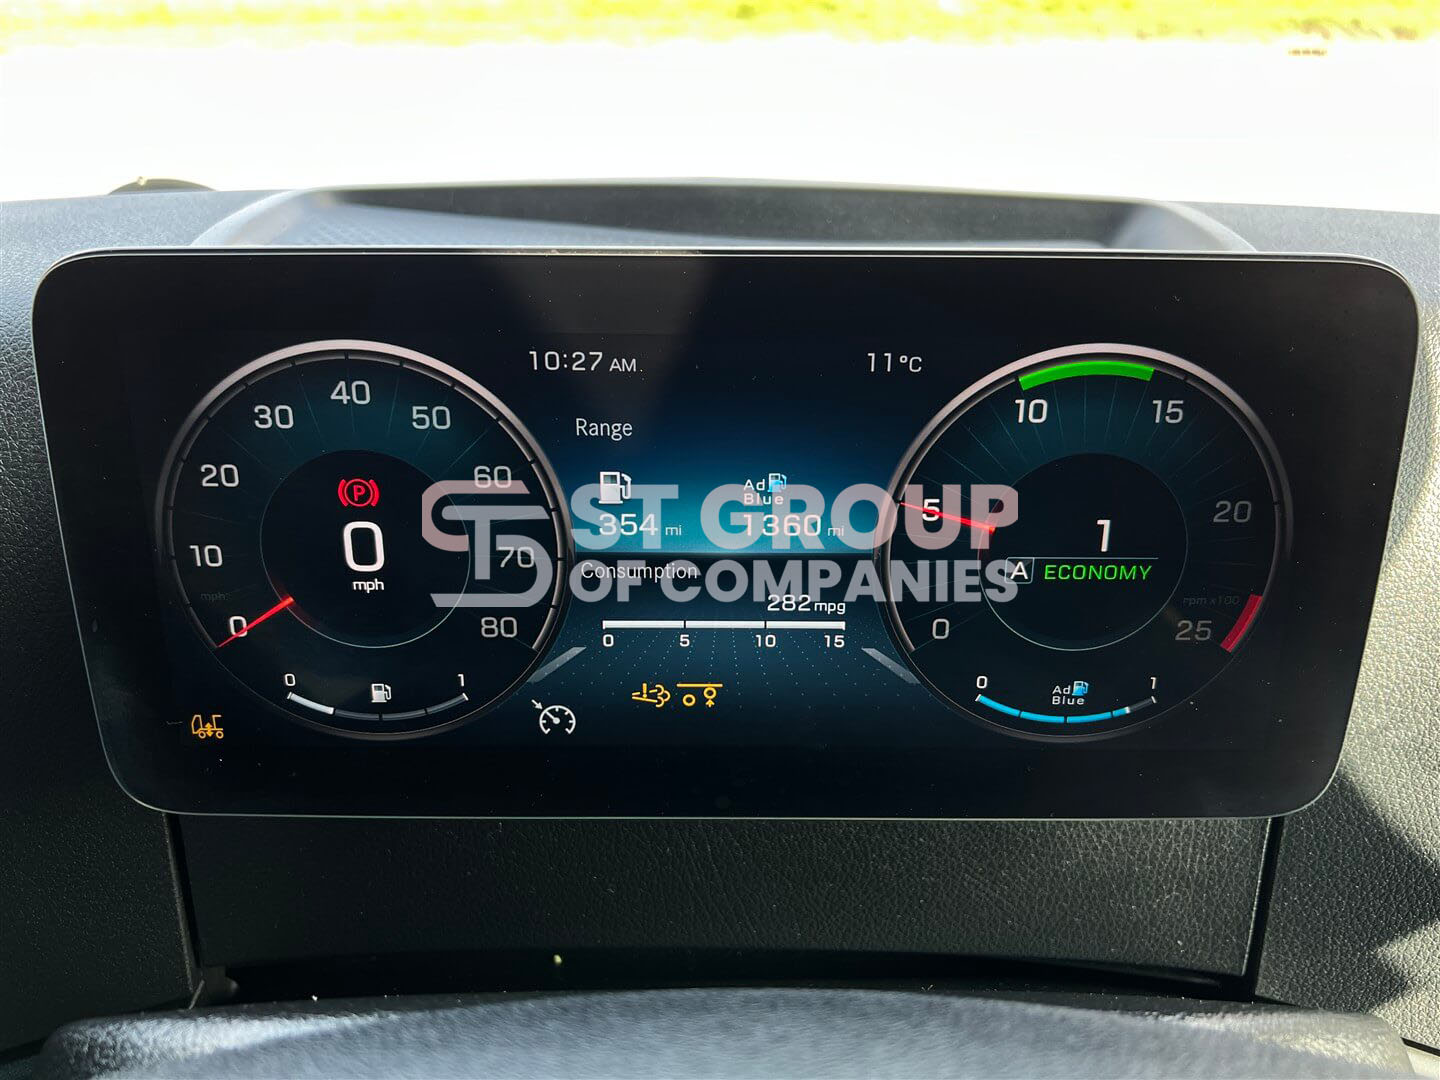 10:27 AM
11°C
Range
354 mi
Ad
Blue
1360 mi
Consumption
282 mpg
0 5 10 15
0 10 20 30 40 50 60 70 80
mph
P
0
mph
0 1
0 5 10 15 20 25
rpm x100
1
A ECONOMY
0 1
Ad
Blue
ST GROUP
OF COMPANIES